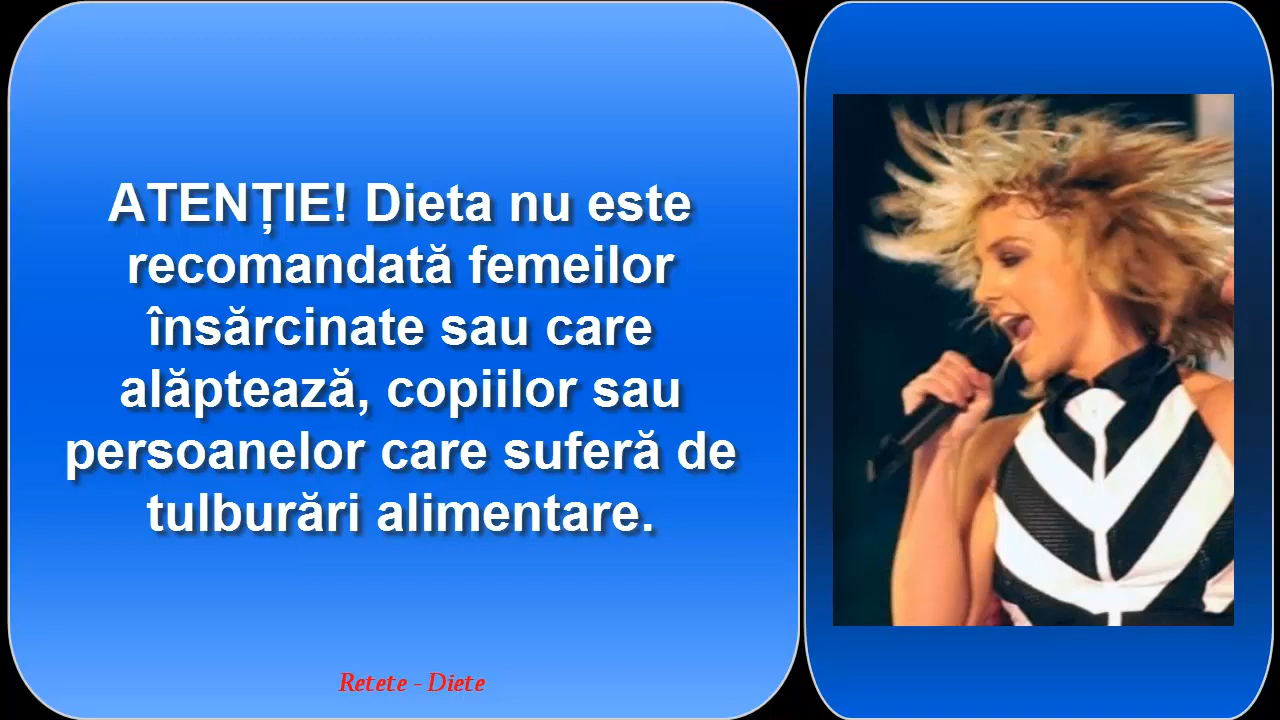 ATENȚIE! Dieta nu este
recomandată femeilor
însărcinate sau care
alăptează, copiilor sau
persoanelor care suferă de
tulburări alimentare.
Retete - Diete